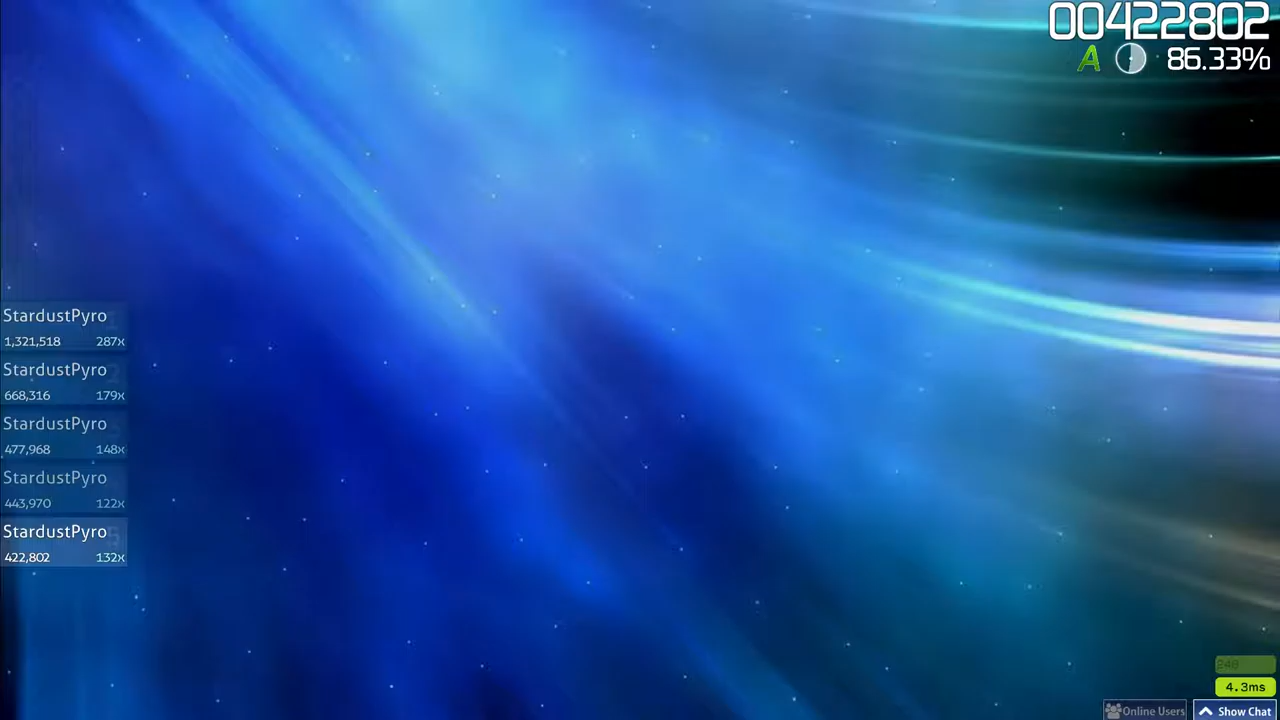 00422802
A 86.33%
StardustPyro
1,321,518 287x
StardustPyro
668,316 179x
StardustPyro
477,968 148x
StardustPyro
443,970 122x
StardustPyro
422,802 132x
240
4.3ms
Online Users
Show Chat